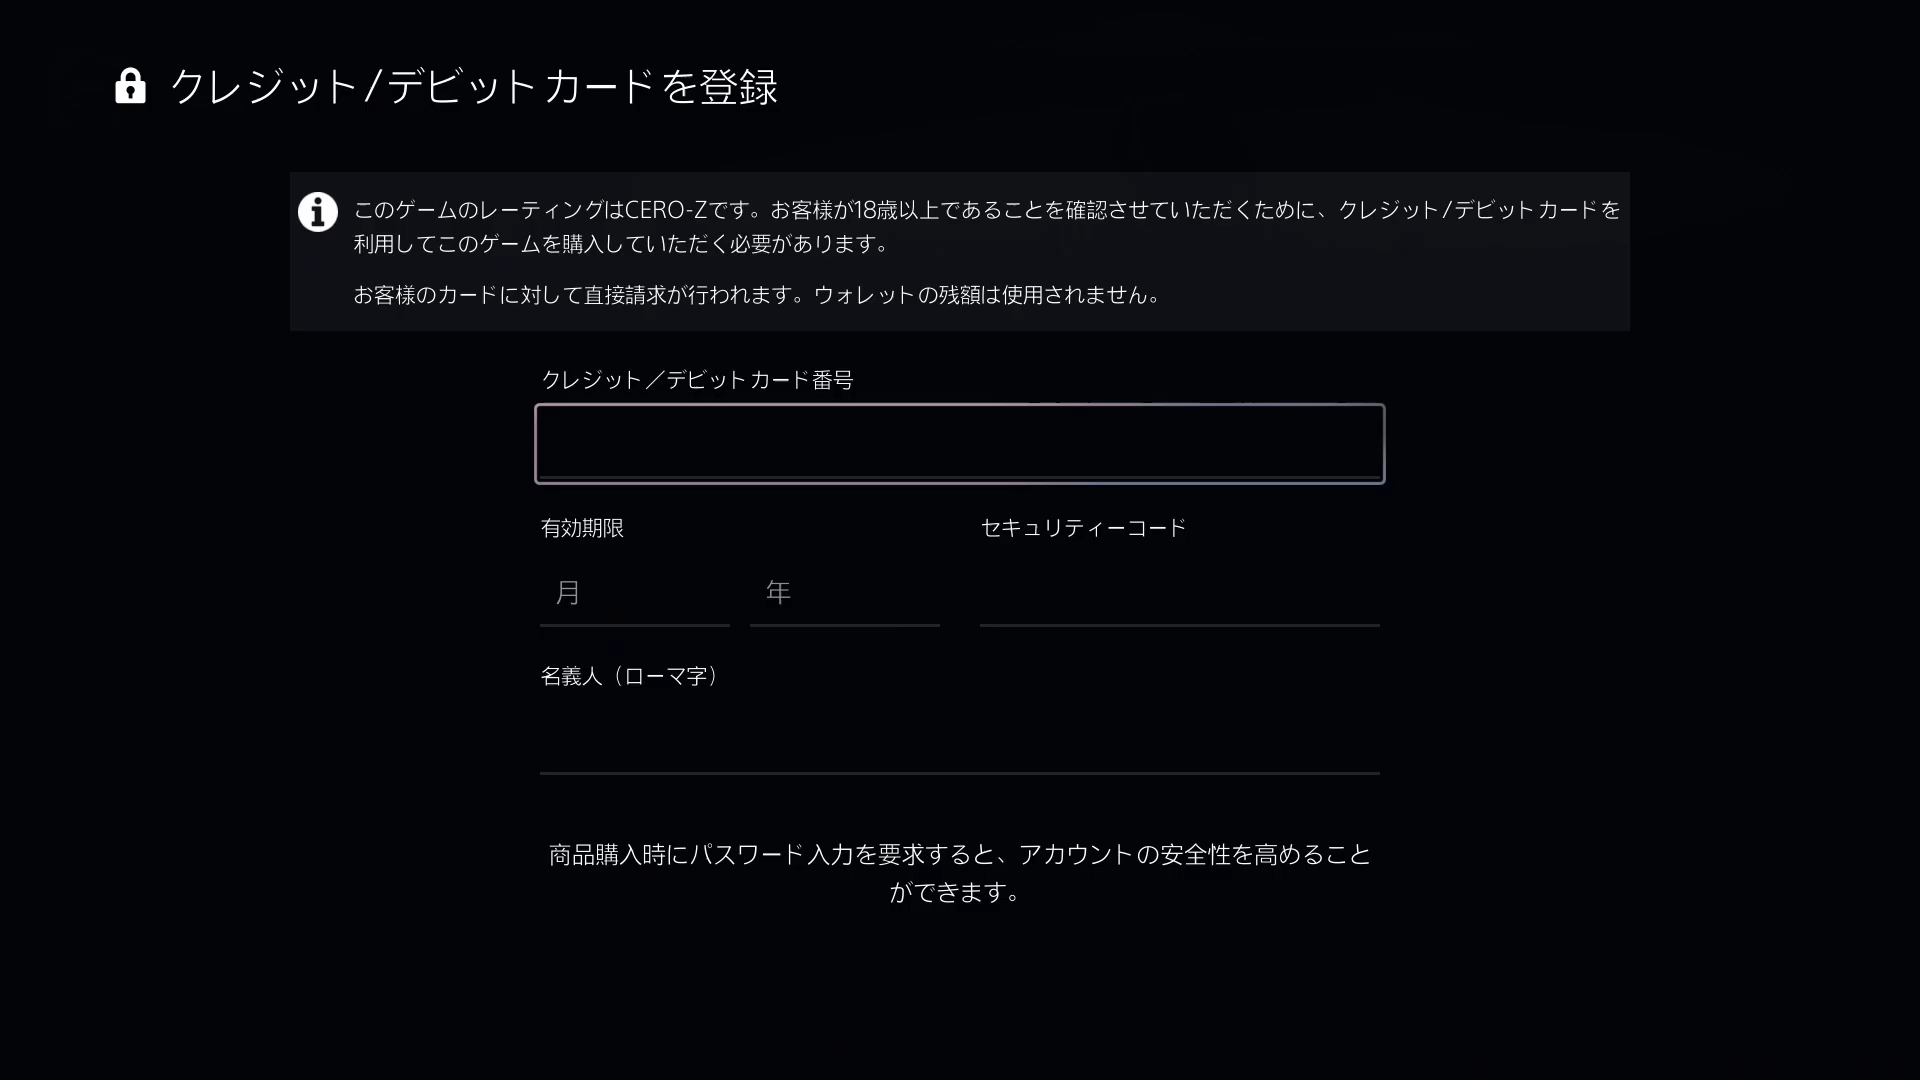 クレジット/デビットカードを登録
このゲームのレーティングはCERO-Zです。お客様が18歳以上であることを確認させていただくために、クレジット/デビットカードを
利用してこのゲームを購入していただく必要があります。
お客様のカードに対して直接請求が行われます。ウォレットの残額は使用されません。
クレジット／デビットカード番号
有効期限
セキュリティーコード
月
年
名義人（ローマ字）
商品購入時にパスワード入力を要求すると、アカウントの安全性を高めること
ができます。